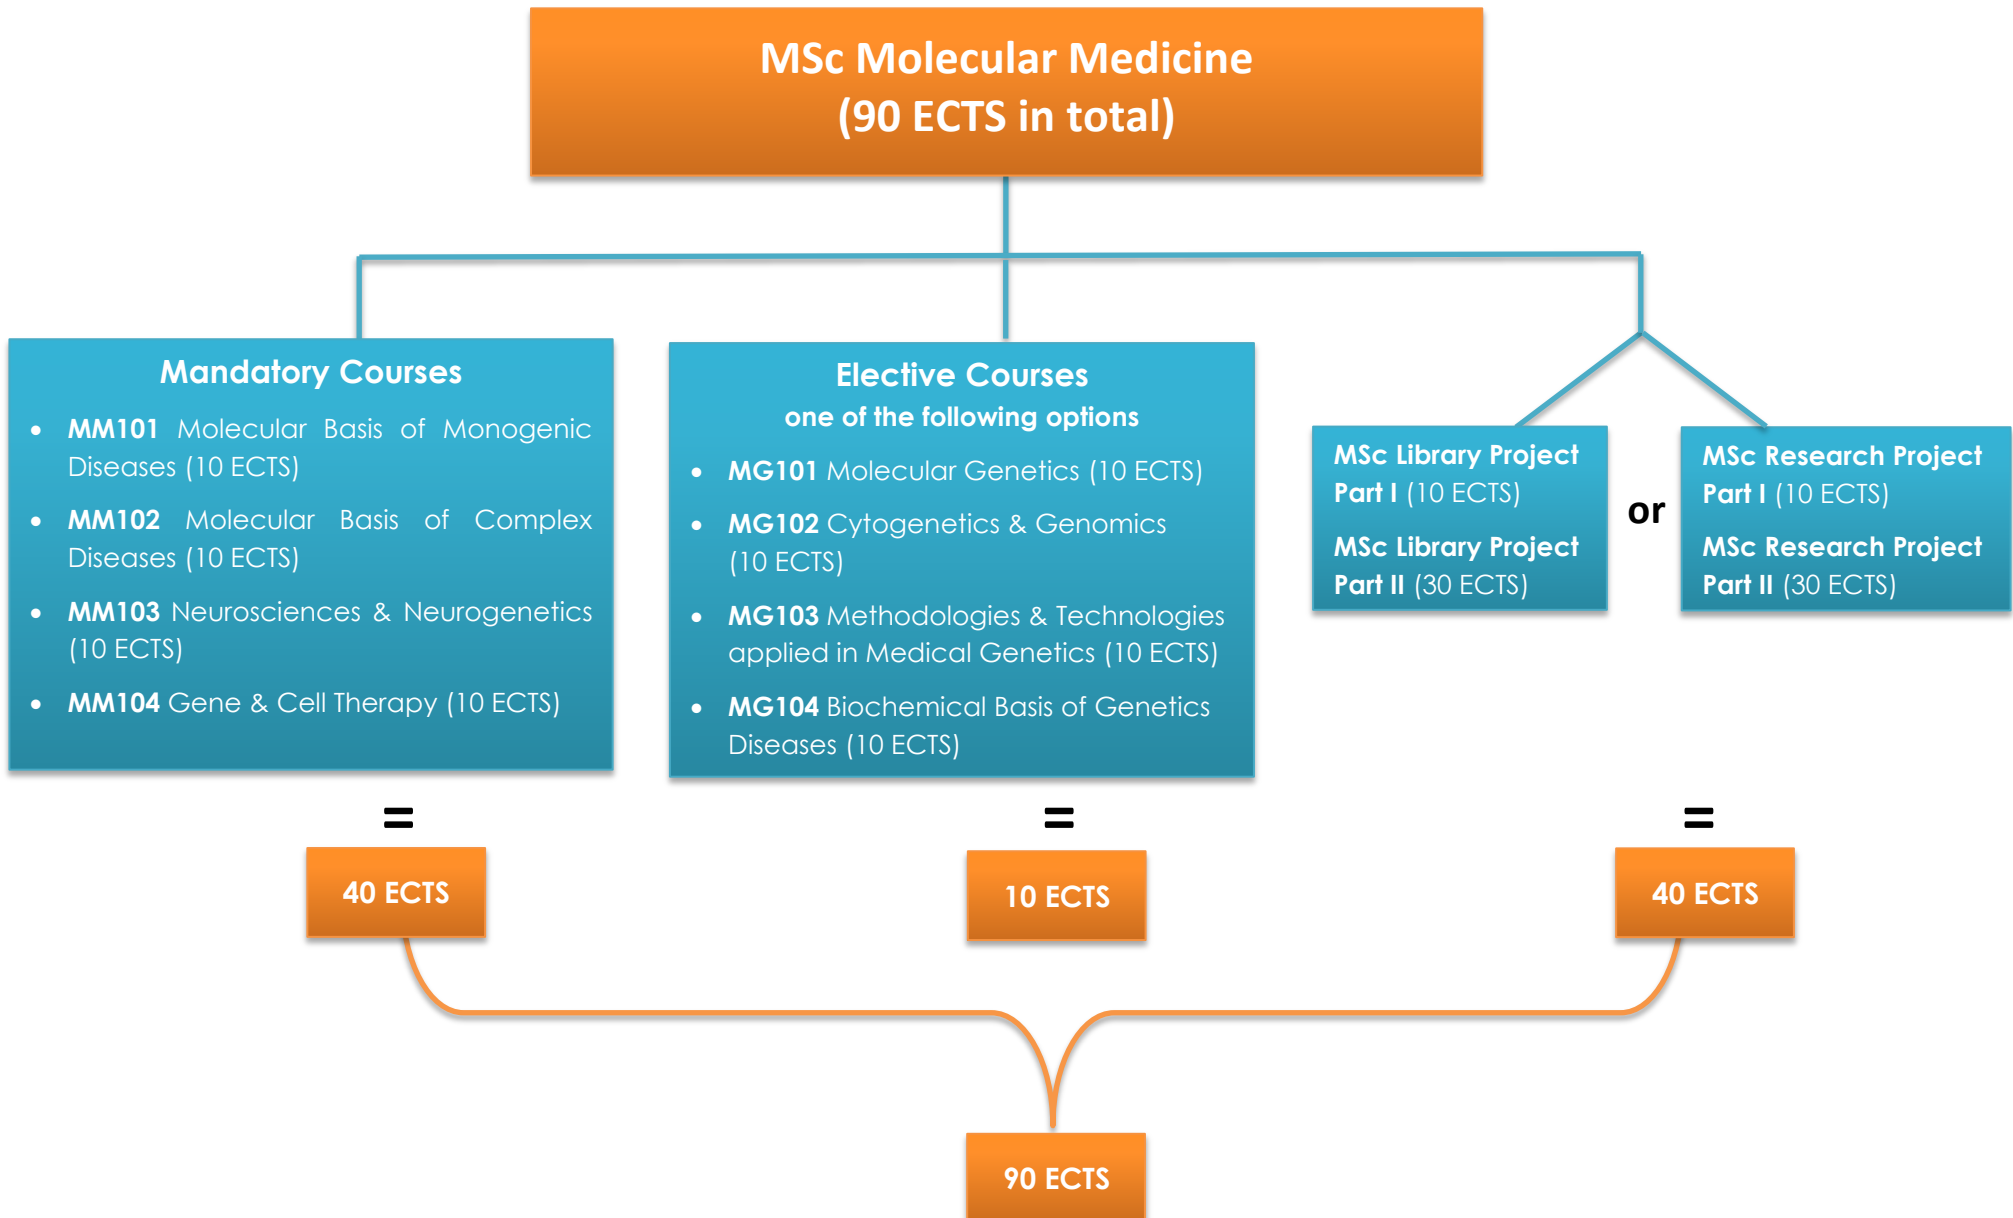 MSc Molecular Medicine
(90 ECTS in total)
Mandatory Courses
• MM101 Molecular Basis of Monogenic
Diseases (10 ECTS)
• MM102 Molecular Basis of Complex
Diseases (10 ECTS)
• MM103 Neurosciences & Neurogenetics
(10 ECTS)
• MM104 Gene & Cell Therapy (10 ECTS)
Elective Courses
one of the following options
• MG101 Molecular Genetics (10 ECTS)
• MG102 Cytogenetics & Genomics
(10 ECTS)
• MG103 Methodologies & Technologies
applied in Medical Genetics (10 ECTS)
• MG104 Biochemical Basis of Genetics
Diseases (10 ECTS)
MSc Library Project
Part I (10 ECTS)
MSc Library Project
Part II (30 ECTS)
or
MSc Research Project
Part I (10 ECTS)
MSc Research Project
Part II (30 ECTS)
=
=
=
40 ECTS
10 ECTS
40 ECTS
90 ECTS